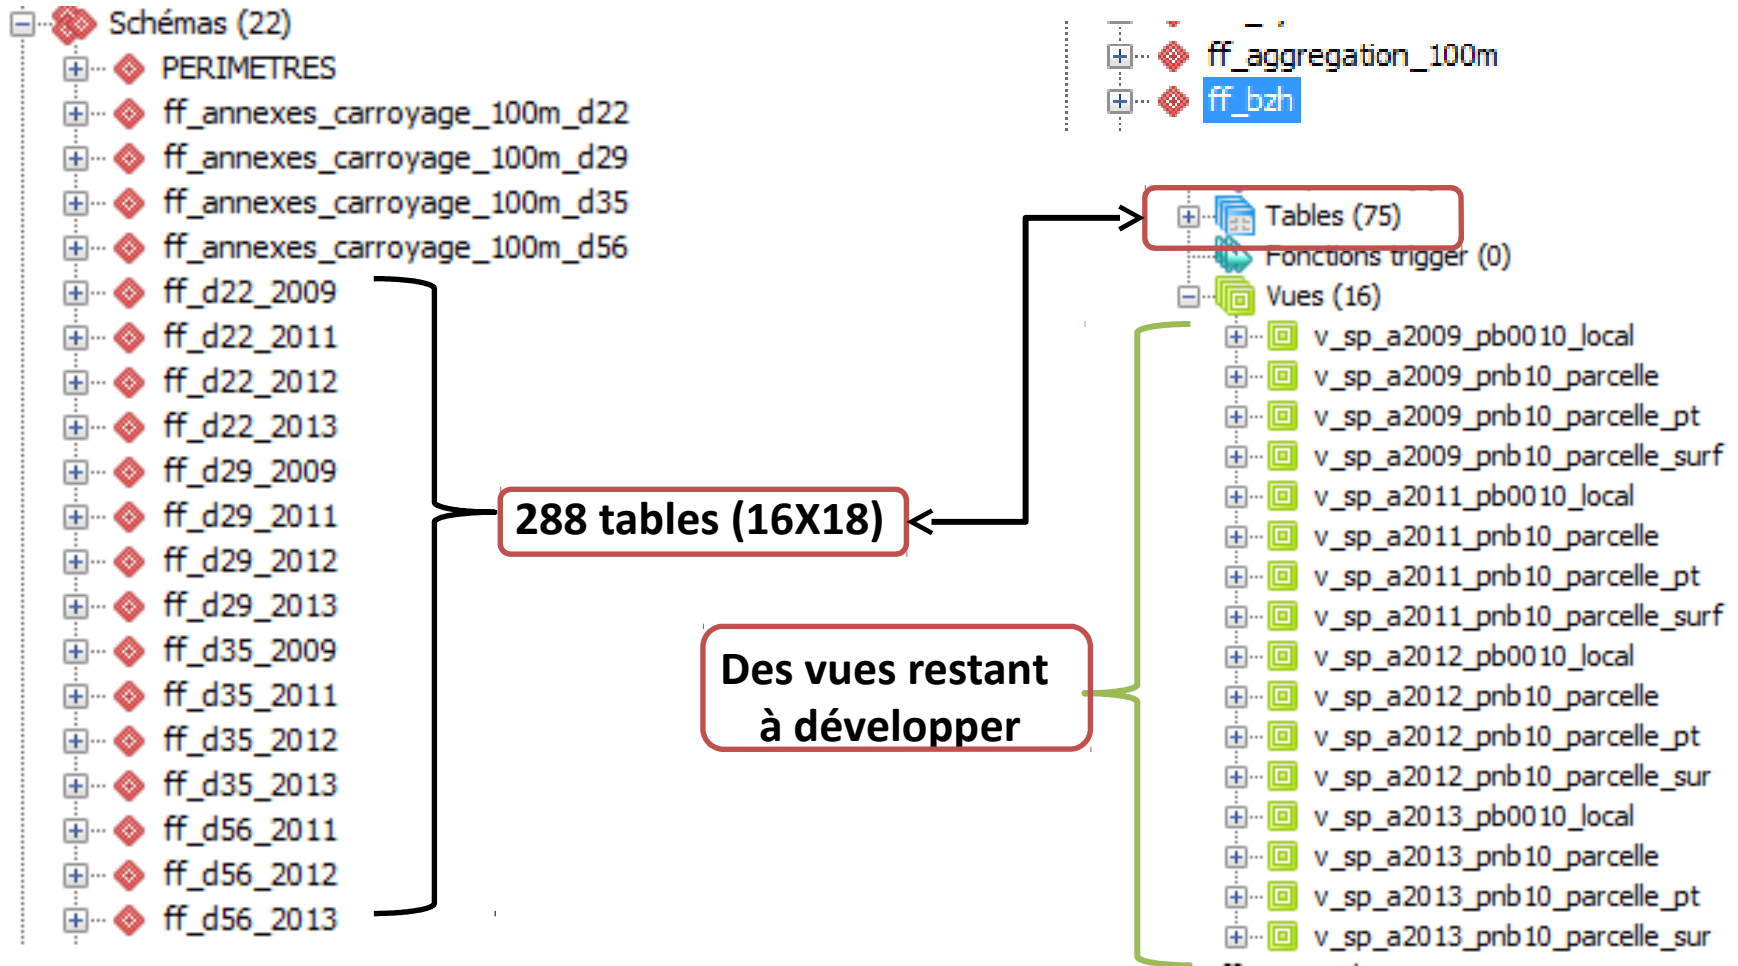 Schémas (22)
PERIMETRES
ff_annexes_carroyage_100m_d22
ff_annexes_carroyage_100m_d29
ff_annexes_carroyage_100m_d35
ff_annexes_carroyage_100m_d56
ff_d22_2009
ff_d22_2011
ff_d22_2012
ff_d22_2013
ff_d29_2009
ff_d29_2011
ff_d29_2012
ff_d29_2013
ff_d35_2009
ff_d35_2011
ff_d35_2012
ff_d35_2013
ff_d56_2011
ff_d56_2012
ff_d56_2013
288 tables (16X18)
Des vues restant
à développer
ff_aggregation_100m
ff_bzh
Tables (75)
Fonctions trigger (0)
Vues (16)
v_sp_a2009_pb0010_local
v_sp_a2009_pnb10_parcelle
v_sp_a2009_pnb10_parcelle_pt
v_sp_a2009_pnb10_parcelle_surf
v_sp_a2011_pb0010_local
v_sp_a2011_pnb10_parcelle
v_sp_a2011_pnb10_parcelle_pt
v_sp_a2011_pnb10_parcelle_surf
v_sp_a2012_pb0010_local
v_sp_a2012_pnb10_parcelle
v_sp_a2012_pnb10_parcelle_pt
v_sp_a2012_pnb10_parcelle_sur
v_sp_a2013_pb0010_local
v_sp_a2013_pnb10_parcelle
v_sp_a2013_pnb10_parcelle_pt
v_sp_a2013_pnb10_parcelle_sur